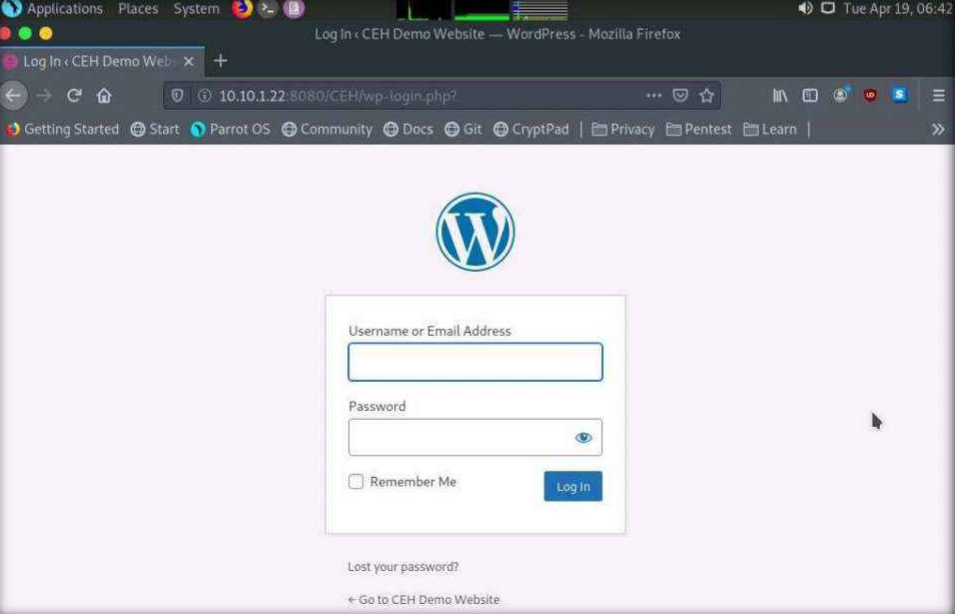 Applications Places System Tue Apr 19, 06:42
Log In ‹ CEH Demo Website — WordPress - Mozilla Firefox
Log In ‹ CEH Demo Webs
10.10.1.22:8080/CEH/wp-login.php?
Getting Started Start Parrot OS Community Docs Git CryptPad Privacy Pentest Learn
Username or Email Address
Password
Remember Me Log In
Lost your password?
← Go to CEH Demo Website